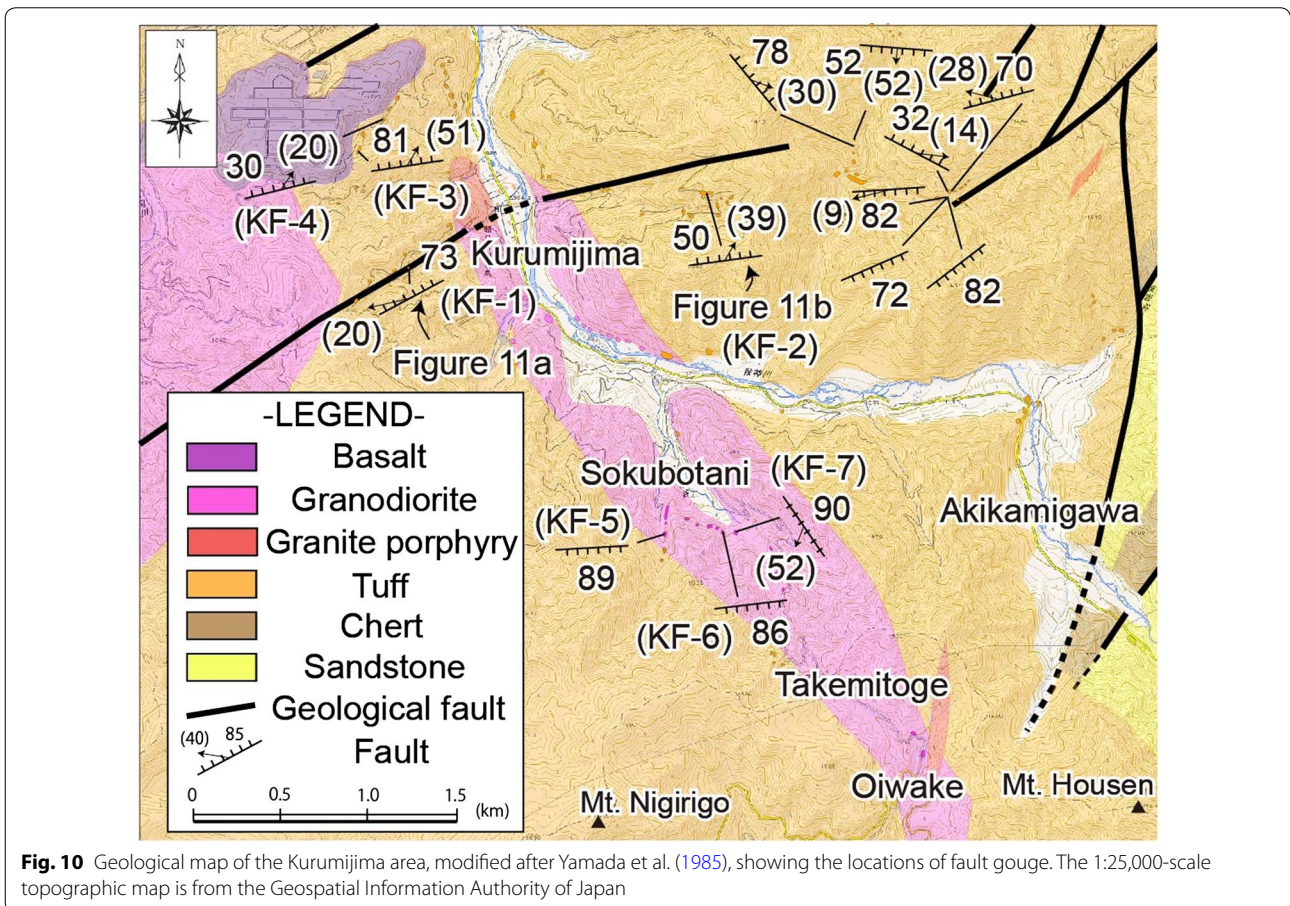 N
78
(30)
52
(52)
(28) 70
32
(14)
30
(20)
81
(51)
(KF-4)
(KF-3)
73
Kurumijima
(KF-1)
(20)
Figure 11a
50
(39)
(9) 82
72
82
Figure 11b
(KF-2)
-LEGEND-
Basalt
Granodiorite
Granite porphyry
Tuff
Chert
Sandstone
Geological fault
(40) 85
Fault
0 0.5 1.0 1.5 (km)
Sokubotani
(KF-7)
90
(KF-5)
89
(52)
(KF-6) 86
Akikamigawa
Takemitoge
Oiwake
Mt. Nigirigo
Mt. Housen
Fig. 10 Geological map of the Kurumijima area, modified after Yamada et al. (1985), showing the locations of fault gouge. The 1:25,000-scale
topographic map is from the Geospatial Information Authority of Japan